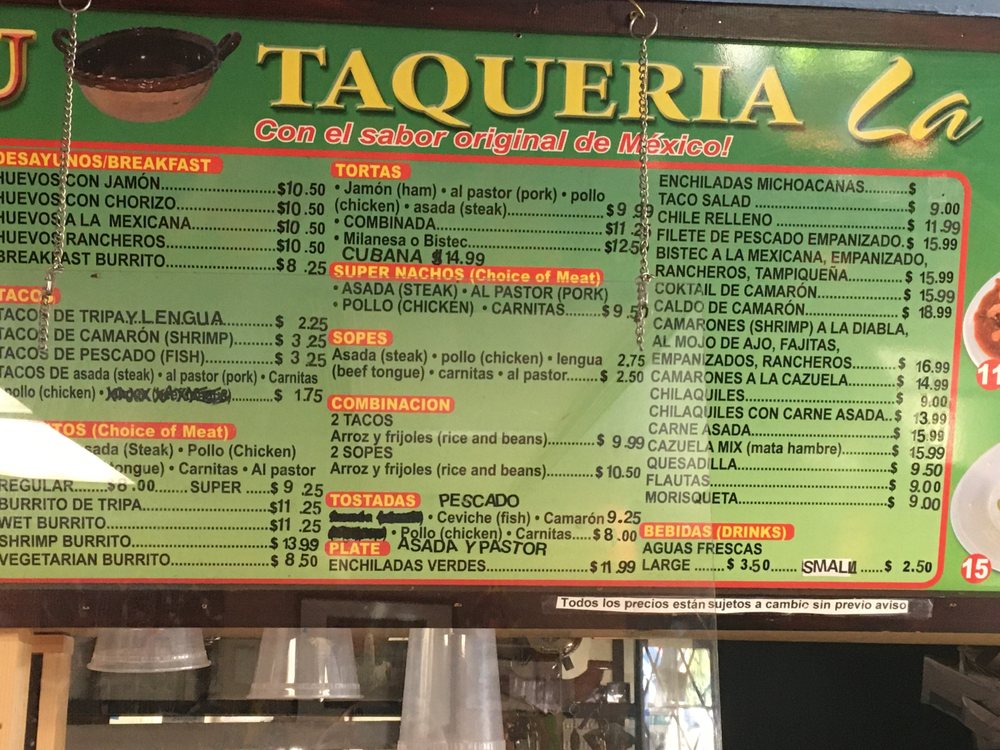 U TAQUERIA La
Con el sabor original de México!
DESAYUNOS/BREAKFAST
HUEVOS CON JAMÓN.................$10.50
HUEVOS CON CHORIZO.................$10.50
HUEVOS A LA MEXICANA.................$10.50
HUEVOS RANCHEROS.................$10.50
BREAKFAST BURRITO.................$8.25
TACOS
TACOS DE TRIPA Y LENGUA.......$ 2.25
TACOS DE CAMARÓN (SHRIMP).......$ 3.25
TACOS DE PESCADO (FISH).......$ 3.25
TACOS DE asada (steak) • al pastor (pork) • Carnitas
pollo (chicken) • .......$ 1.75
ITOS (Choice of Meat)
sada (Steak) • Pollo (Chicken)
tongue) • Carnitas • Al pastor
REGULAR.......$8.00........SUPER .....$9.25
BURRITO DE TRIPA.................$11.25
WET BURRITO.................$11.25
SHRIMP BURRITO.................$13.99
VEGETARIAN BURRITO.................$8.50
TORTAS
• Jamón (ham) • al pastor (pork) • pollo
(chicken) • asada (steak).................$9.99
• COMBINADA.................$11.2
• Milanesa o Bistec.................$12.5
CUBANA $14.99
SUPER NACHOS (Choice of Meat)
• ASADA (STEAK) • AL PASTOR (PORK)
• POLLO (CHICKEN) • CARNITAS.......$9.50
SOPES
Asada (steak) • pollo (chicken) • lengua 2.75
(beef tongue) • carnitas • al pastor.......$ 2.50
COMBINACION
2 TACOS
Arroz y frijoles (rice and beans).......$ 9.99
2 SOPES
Arroz y frijoles (rice and beans).......$10.50
TOSTADAS PESCADO
• Ceviche (fish) • Camarón 9.25
• Pollo (chicken) • Carnitas....$8.00
PLATE ASADA Y PASTOR
ENCHILADAS VERDES.................$11.99
ENCHILADAS MICHOACANAS........$
TACO SALAD .................$ 9.00
CHILE RELLENO .................$ 11.99
FILETE DE PESCADO EMPANIZADO.$ 15.99
BISTEC A LA MEXICANA, EMPANIZADO,
RANCHEROS, TAMPIQUEÑA.......$ 15.99
COKTAIL DE CAMARÓN.................$ 15.99
CALDO DE CAMARÓN.................$ 18.99
CAMARONES (SHRIMP) A LA DIABLA,
AL MOJO DE AJO, FAJITAS,
EMPANIZADOS, RANCHEROS.......$ 16.99
CAMARONES A LA CAZUELA.......$ 14.99
CHILAQUILES.................$ 9.00
CHILAQUILES CON CARNE ASADA..$ 13.99
CARNE ASADA.................$ 15.99
CAZUELA MIX (mata hambre).......$ 15.99
QUESADILLA.................$ 9.50
FLAUTAS.................$ 9.00
MORISQUETA.................$ 9.00
BEBIDAS (DRINKS)
AGUAS FRESCAS
LARGE ..... $ 3.50....... SMALL ..... $ 2.50
11
15
Todos los precios están sujetos a cambio sin previo aviso